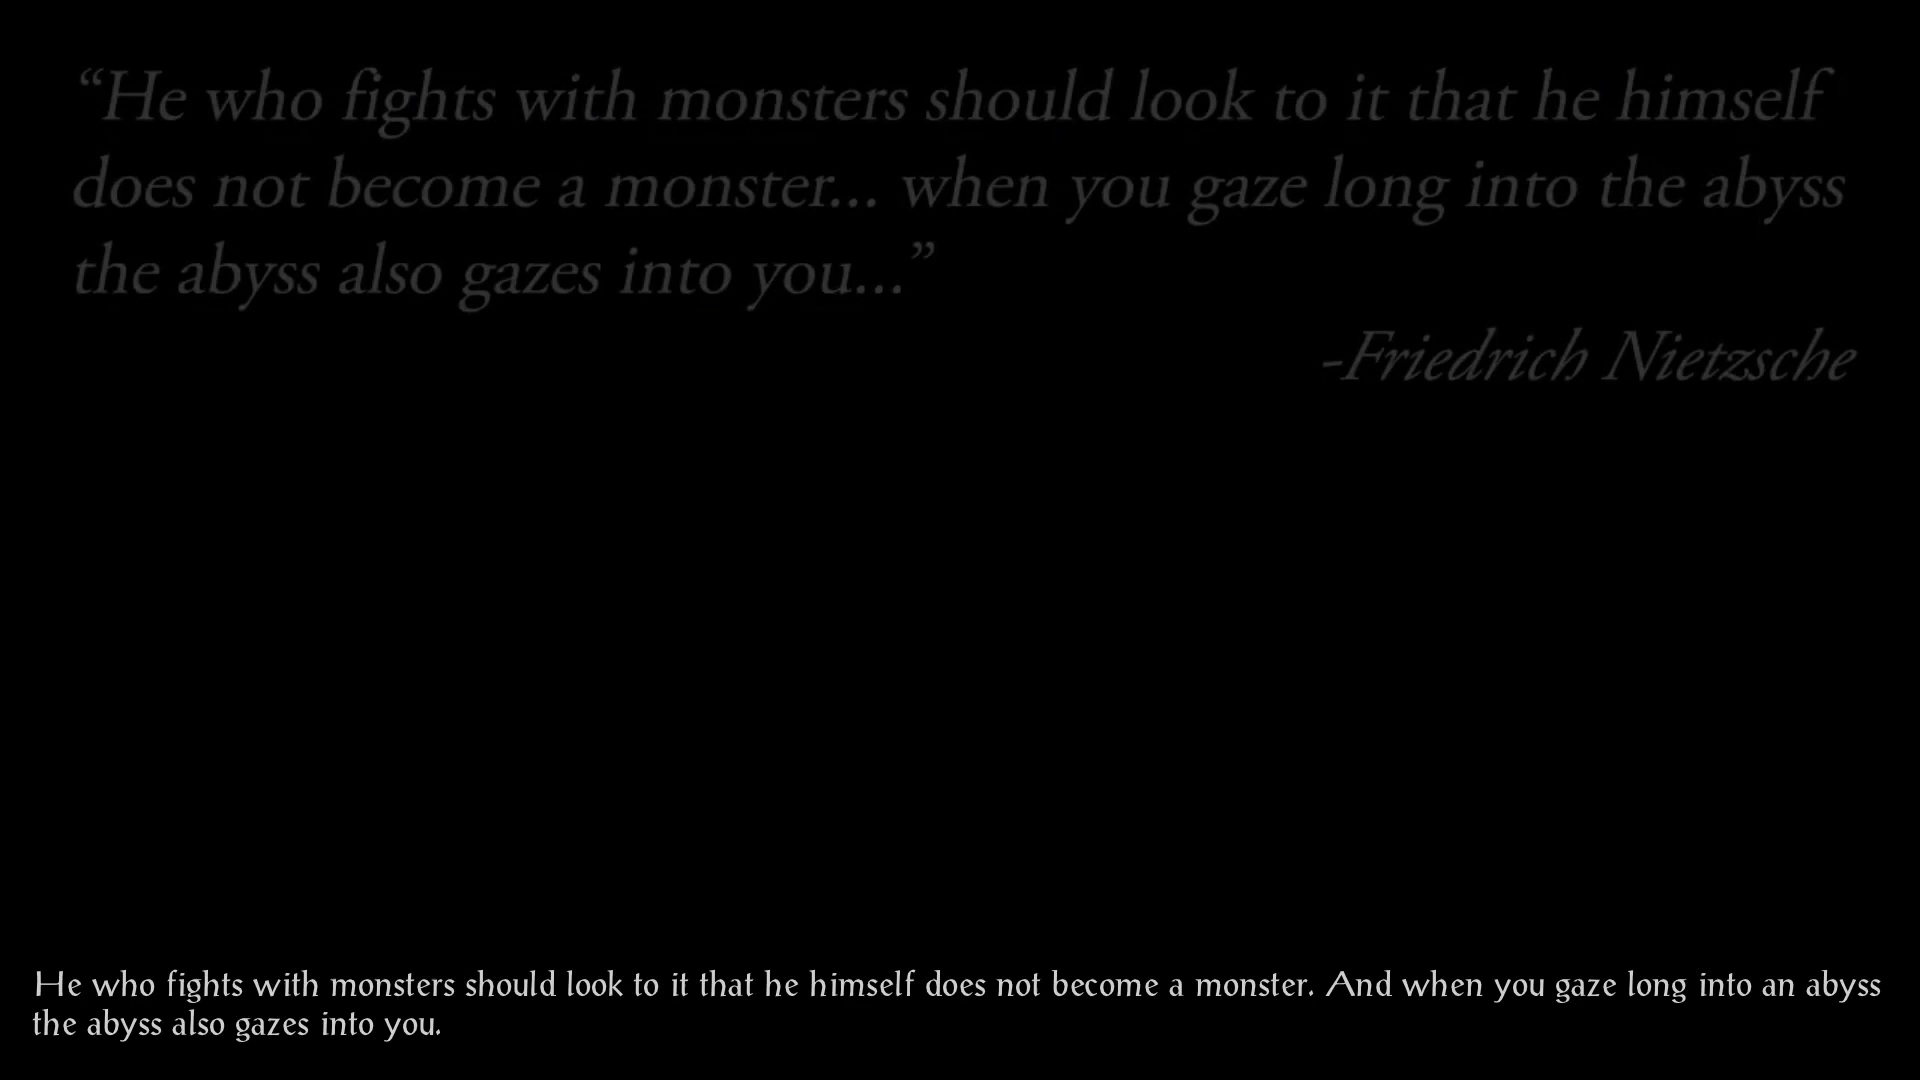 “He who fights with monsters should look to it that he himself
does not become a monster... when you gaze long into the abyss
the abyss also gazes into you...”
-Friedrich Nietzsche
He who fights with monsters should look to it that he himself does not become a monster. And when you gaze long into an abyss
the abyss also gazes into you.